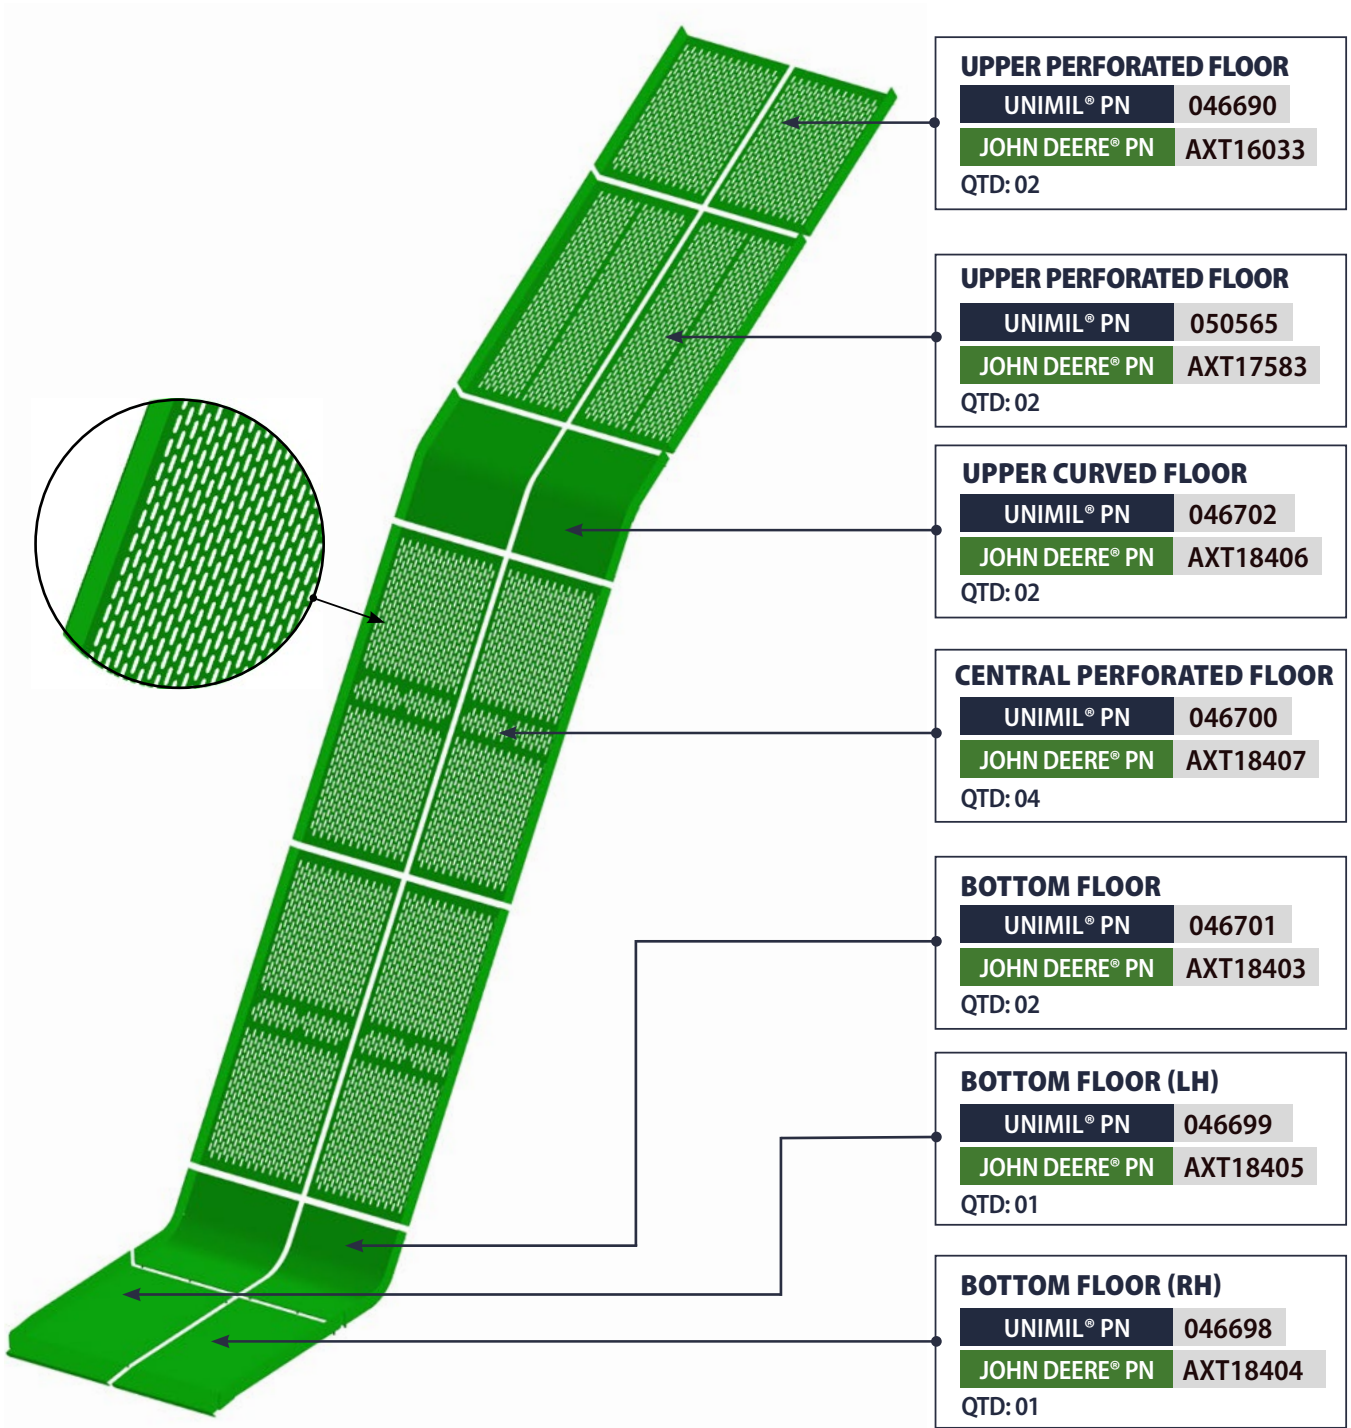 UPPER PERFORATED FLOOR
UNIMIL® PN 046690
JOHN DEERE® PN AXT16033
QTD: 02
UPPER PERFORATED FLOOR
UNIMIL® PN 050565
JOHN DEERE® PN AXT17583
QTD: 02
UPPER CURVED FLOOR
UNIMIL® PN 046702
JOHN DEERE® PN AXT18406
QTD: 02
CENTRAL PERFORATED FLOOR
UNIMIL® PN 046700
JOHN DEERE® PN AXT18407
QTD: 04
BOTTOM FLOOR
UNIMIL® PN 046701
JOHN DEERE® PN AXT18403
QTD: 02
BOTTOM FLOOR (LH)
UNIMIL® PN 046699
JOHN DEERE® PN AXT18405
QTD: 01
BOTTOM FLOOR (RH)
UNIMIL® PN 046698
JOHN DEERE® PN AXT18404
QTD: 01